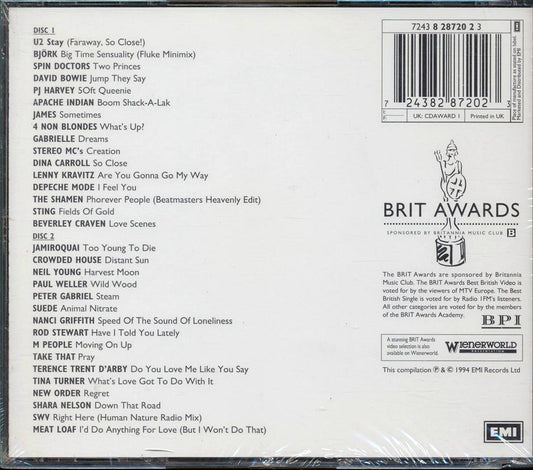 DISC 1
U2 Stay (Faraway, So Close!)
BJÖRK Big Time Sensuality (Fluke Minimix)
SPIN DOCTORS Two Princes
DAVID BOWIE Jump They Say
PJ HARVEY 5Oft Queenie
APACHE INDIAN Boom Shack-A-Lak
JAMES Sometimes
4 NON BLONDES What's Up?
GABRIELLE Dreams
STEREO MC's Creation
DINA CARROLL So Close
LENNY KRAVITZ Are You Gonna Go My Way
DEPECHE MODE I Feel You
THE SHAMEN Phorever People (Beatmasters Heavenly Edit)
STING Fields Of Gold
BEVERLEY CRAVEN Love Scenes
DISC 2
JAMIROQUAI Too Young To Die
CROWDED HOUSE Distant Sun
NEIL YOUNG Harvest Moon
PAUL WELLER Wild Wood
PETER GABRIEL Steam
SUEDE Animal Nitrate
NANCI GRIFFITH Speed Of The Sound Of Loneliness
ROD STEWART Have I Told You Lately
M PEOPLE Moving On Up
TAKE THAT Pray
TERENCE TRENT D'ARBY Do You Love Me Like You Say
TINA TURNER What's Love Got To Do With It
NEW ORDER Regret
SHARA NELSON Down That Road
SWV Right Here (Human Nature Radio Mix)
MEAT LOAF I'd Do Anything For Love (But I Won't Do That)
7243 8 28720 2 3
7 24382 87202 3
UK: CDAWARD 1
Printed in UK
BRIT AWARDS
SPONSORED BY BRITANNIA MUSIC CLUB B
The BRIT Awards are sponsored by Britannia
Music Club. The BRIT Awards Best British Video is
voted for by the viewers of MTV Europe. The Best
British Single is voted for by Radio 1FM's listeners.
All other categories are voted for by the members
of the BRIT Awards Academy.
BPI
A stunning BRIT Awards
video selection is also
available on Wienerworld.
WIENERWORLD
PRESENTATION
This compilation ℗ & © 1994 EMI Records Ltd
EMI